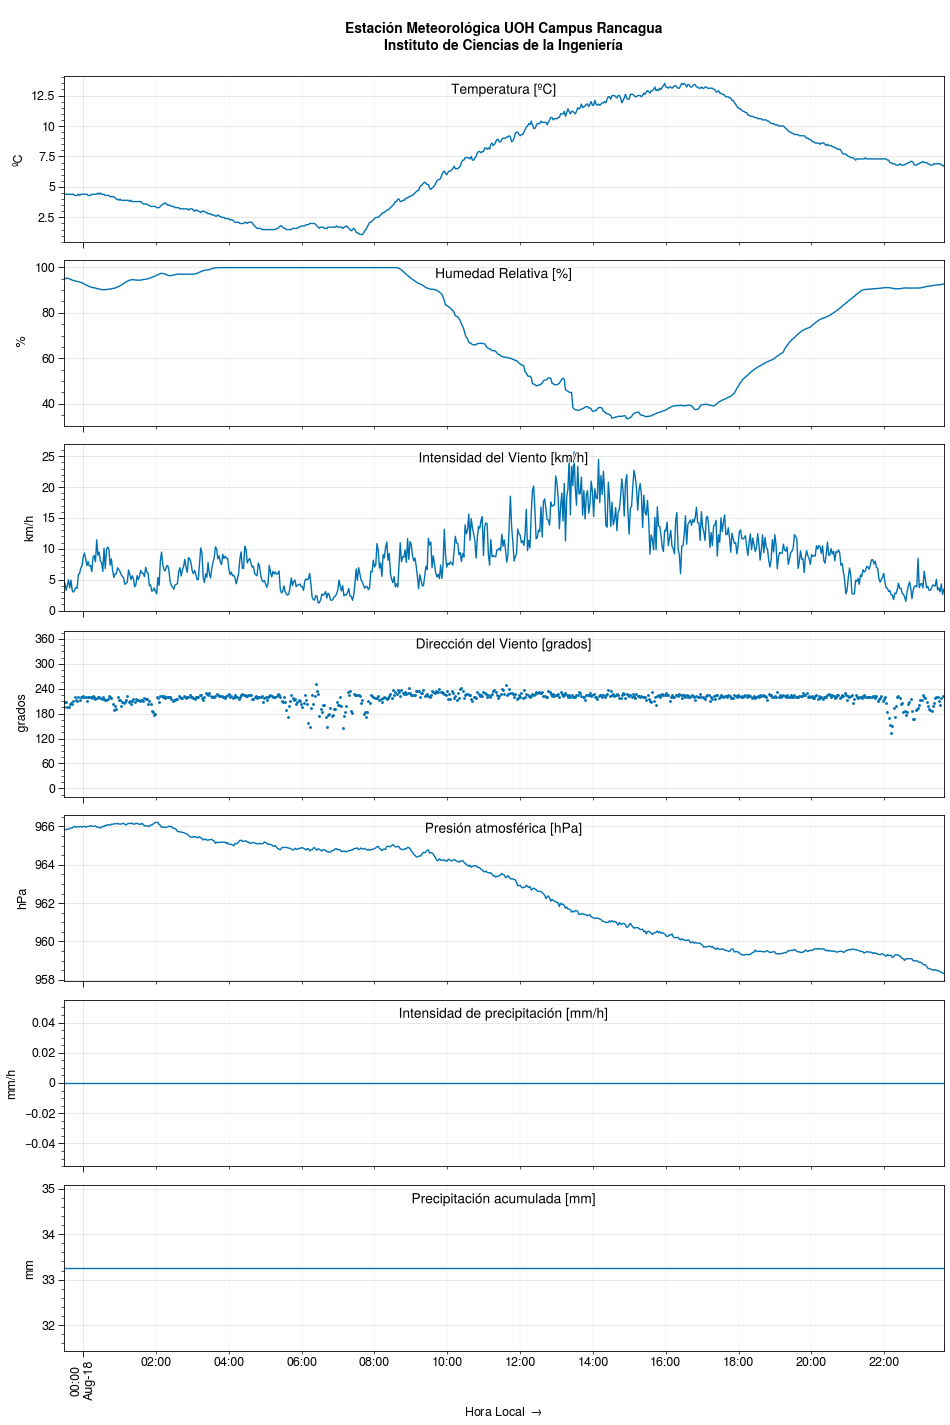 Estación Meteorológica UOH Campus Rancagua
Instituto de Ciencias de la Ingeniería
Temperatura [ºC]
ºC
12.5
10
7.5
5
2.5
Humedad Relativa [%]
%
100
80
60
40
Intensidad del Viento [km/h]
km/h
25
20
15
10
5
0
Dirección del Viento [grados]
grados
360
300
240
180
120
60
0
Presión atmosférica [hPa]
hPa
966
964
962
960
958
Intensidad de precipitación [mm/h]
mm/h
0.04
0.02
0
−0.02
−0.04
Precipitación acumulada [mm]
mm
35
34
33
32
00:00
Aug-18
02:00 04:00 06:00 08:00 10:00 12:00 14:00 16:00 18:00 20:00 22:00
Hora Local →